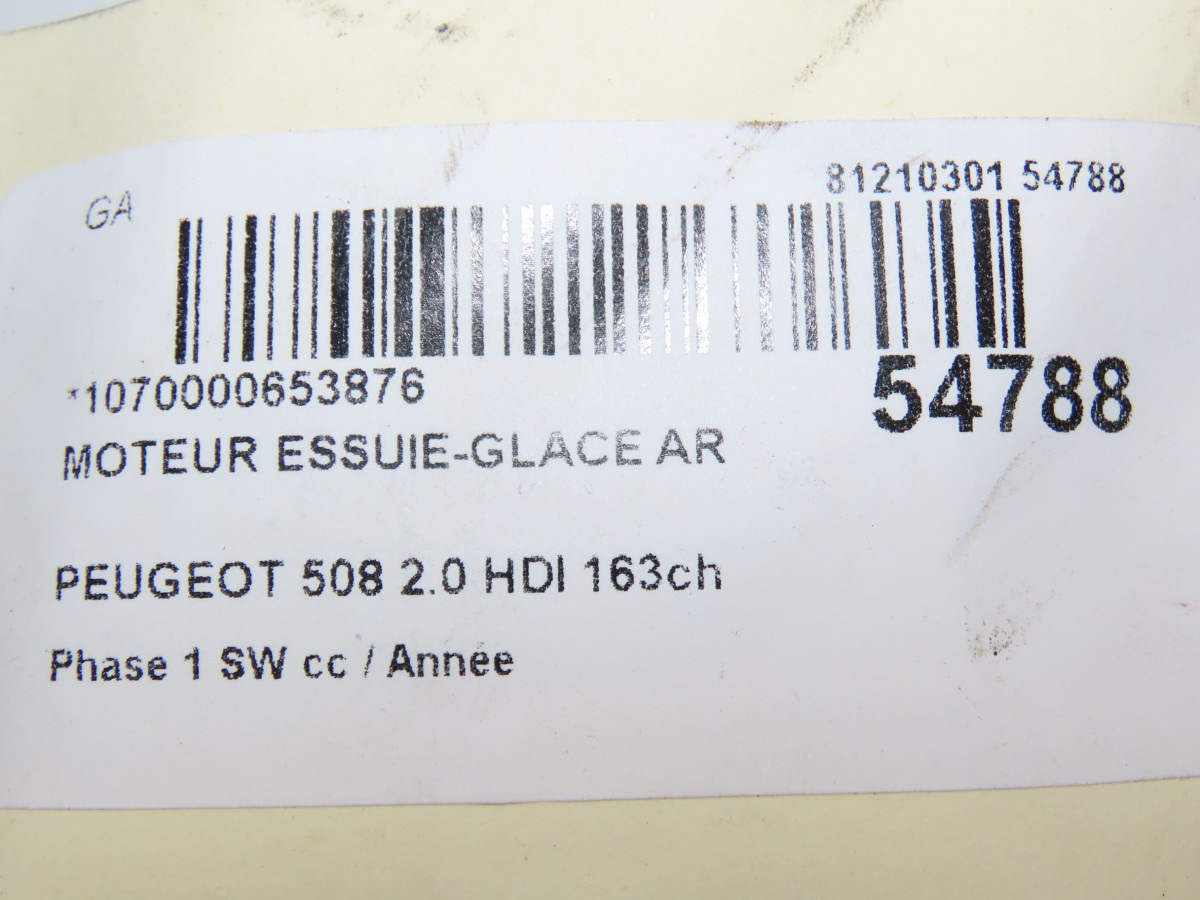 81210301 54788
GA
*1070000653876
54788
MOTEUR ESSUIE-GLACE AR
PEUGEOT 508 2.0 HDI 163ch
Phase 1 SW cc / Année